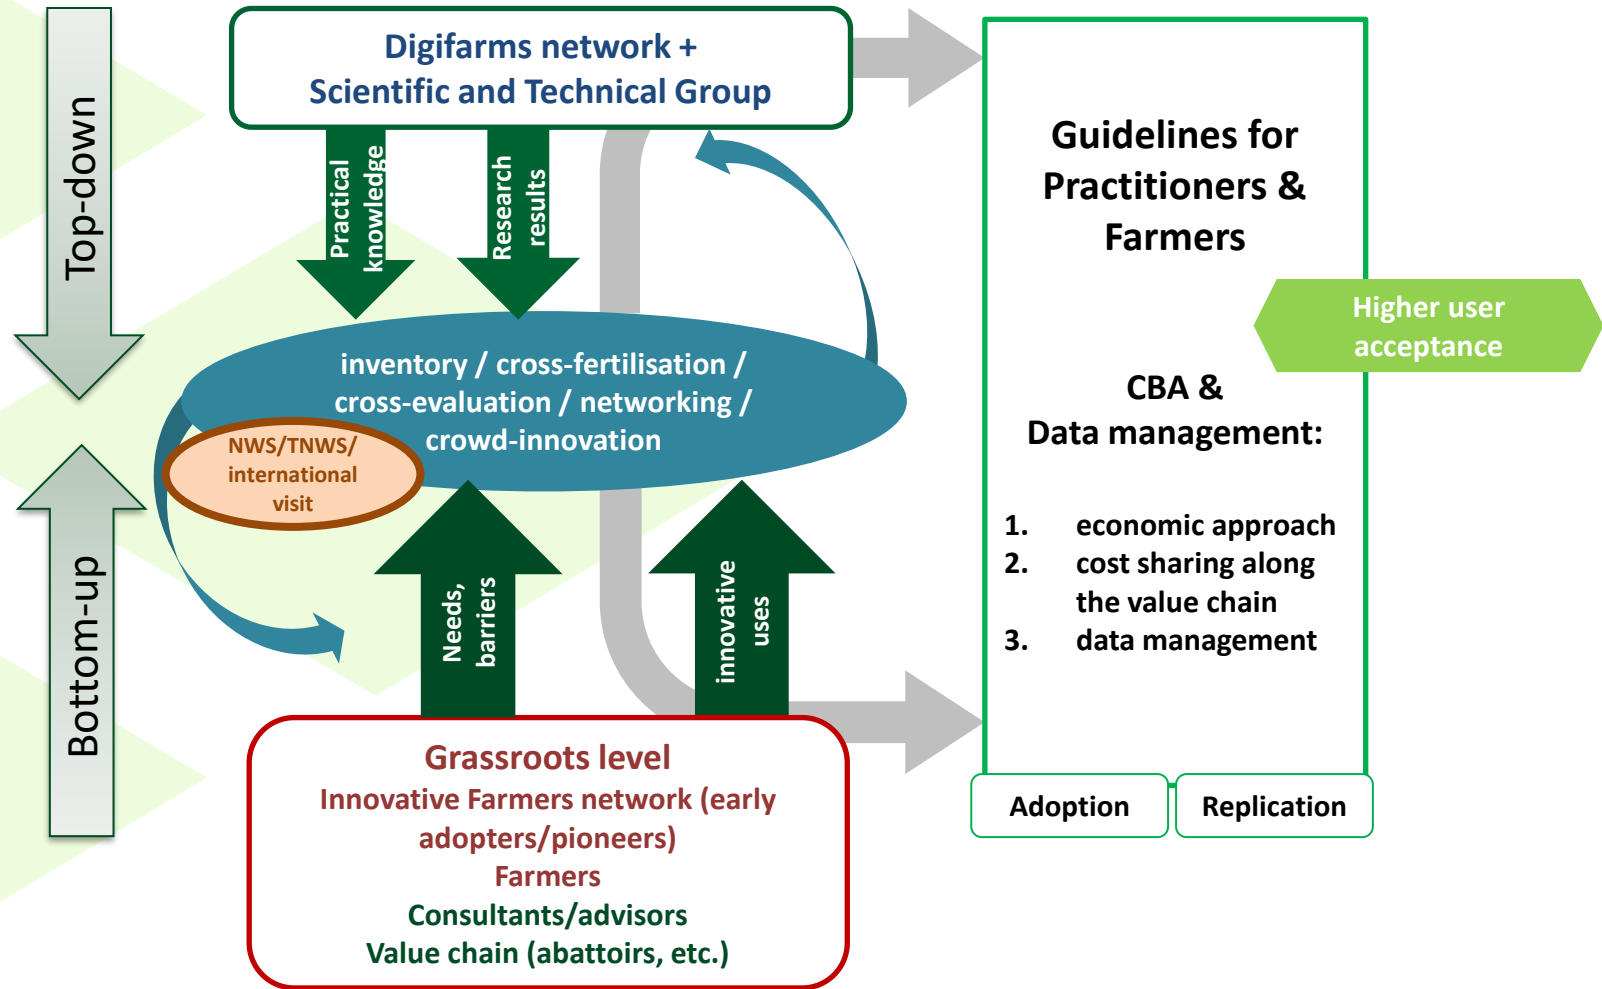 Top-down
Bottom-up
Digifarms network +
Scientific and Technical Group
Practical
knowledge
Research
results
inventory / cross-fertilisation /
cross-evaluation / networking /
crowd-innovation
NWS/TNWS/
international
visit
Needs,
barriers
innovative
uses
Grassroots level
Innovative Farmers network (early
adopters/pioneers)
Farmers
Consultants/advisors
Value chain (abattoirs, etc.)
Guidelines for
Practitioners &
Farmers
Higher user
acceptance
CBA &
Data management:
1. economic approach
2. cost sharing along
the value chain
3. data management
Adoption
Replication